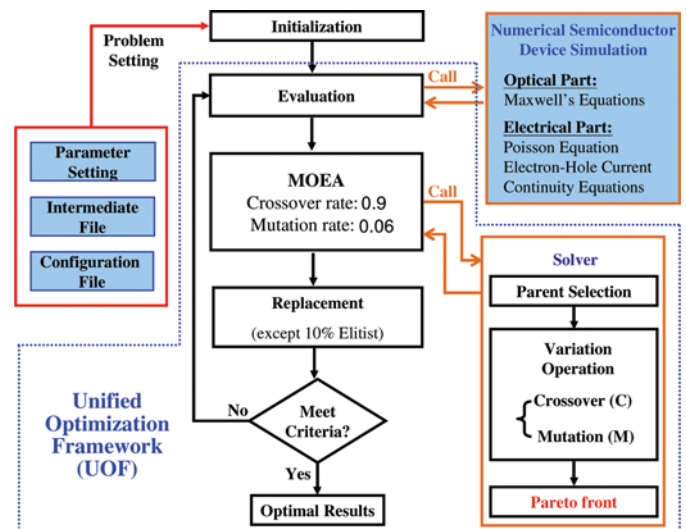 Problem
Setting
Initialization
Evaluation
Call
Numerical Semiconductor
Device Simulation
Optical Part:
Maxwell's Equations
Electrical Part:
Poisson Equation
Electron-Hole Current
Continuity Equations
Parameter
Setting
Intermediate
File
Configuration
File
MOEA
Crossover rate: 0.9
Mutation rate: 0.06
Call
Solver
Parent Selection
Variation
Operation
Crossover (C)
Mutation (M)
Pareto front
Replacement
(except 10% Elitist)
Meet
Criteria?
No
Yes
Optimal Results
Unified
Optimization
Framework
(UOF)